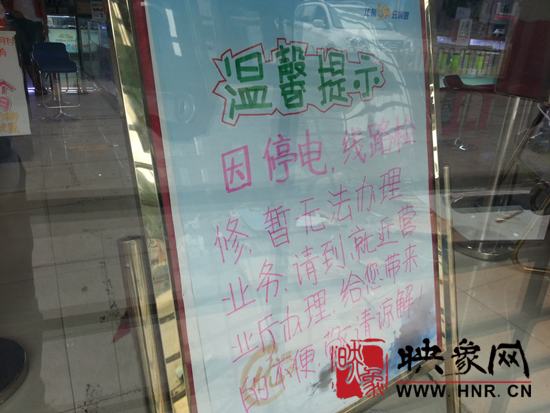 温馨提示
因停电,线路检
修,暂无法办理
业务,请到就近营
业厅办理,给您带来
的不便,敬请谅解!
映象
映象网
WWW.HNR.CN